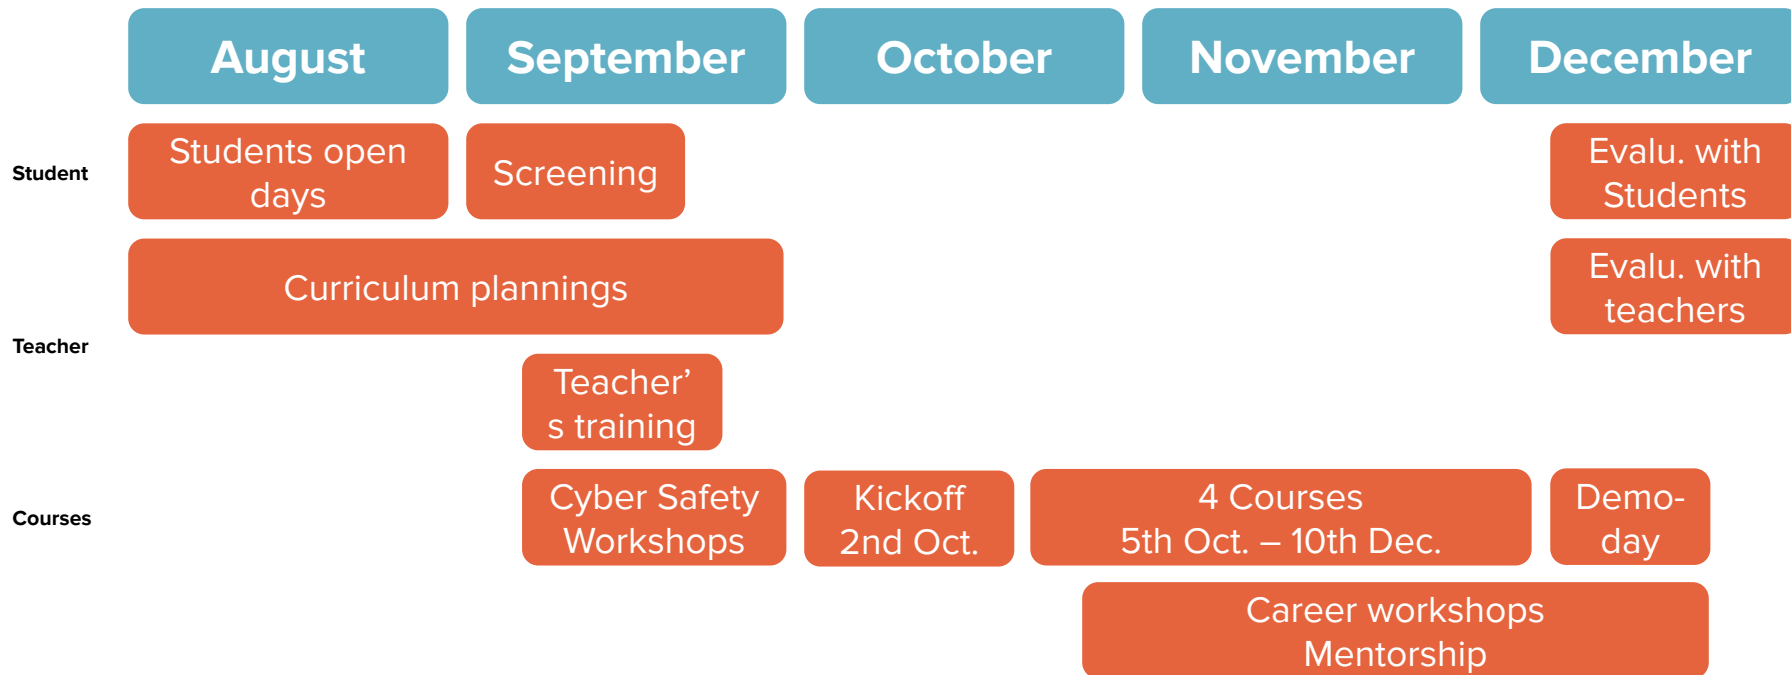 August
September
October
November
December
Student
Students open
days
Screening
Evalu. with
Students
Teacher
Curriculum plannings
Evalu. with
teachers
Teacher’
s training
Courses
Cyber Safety
Workshops
Kickoff
2nd Oct.
4 Courses
5th Oct. – 10th Dec.
Demo-
day
Career workshops
Mentorship